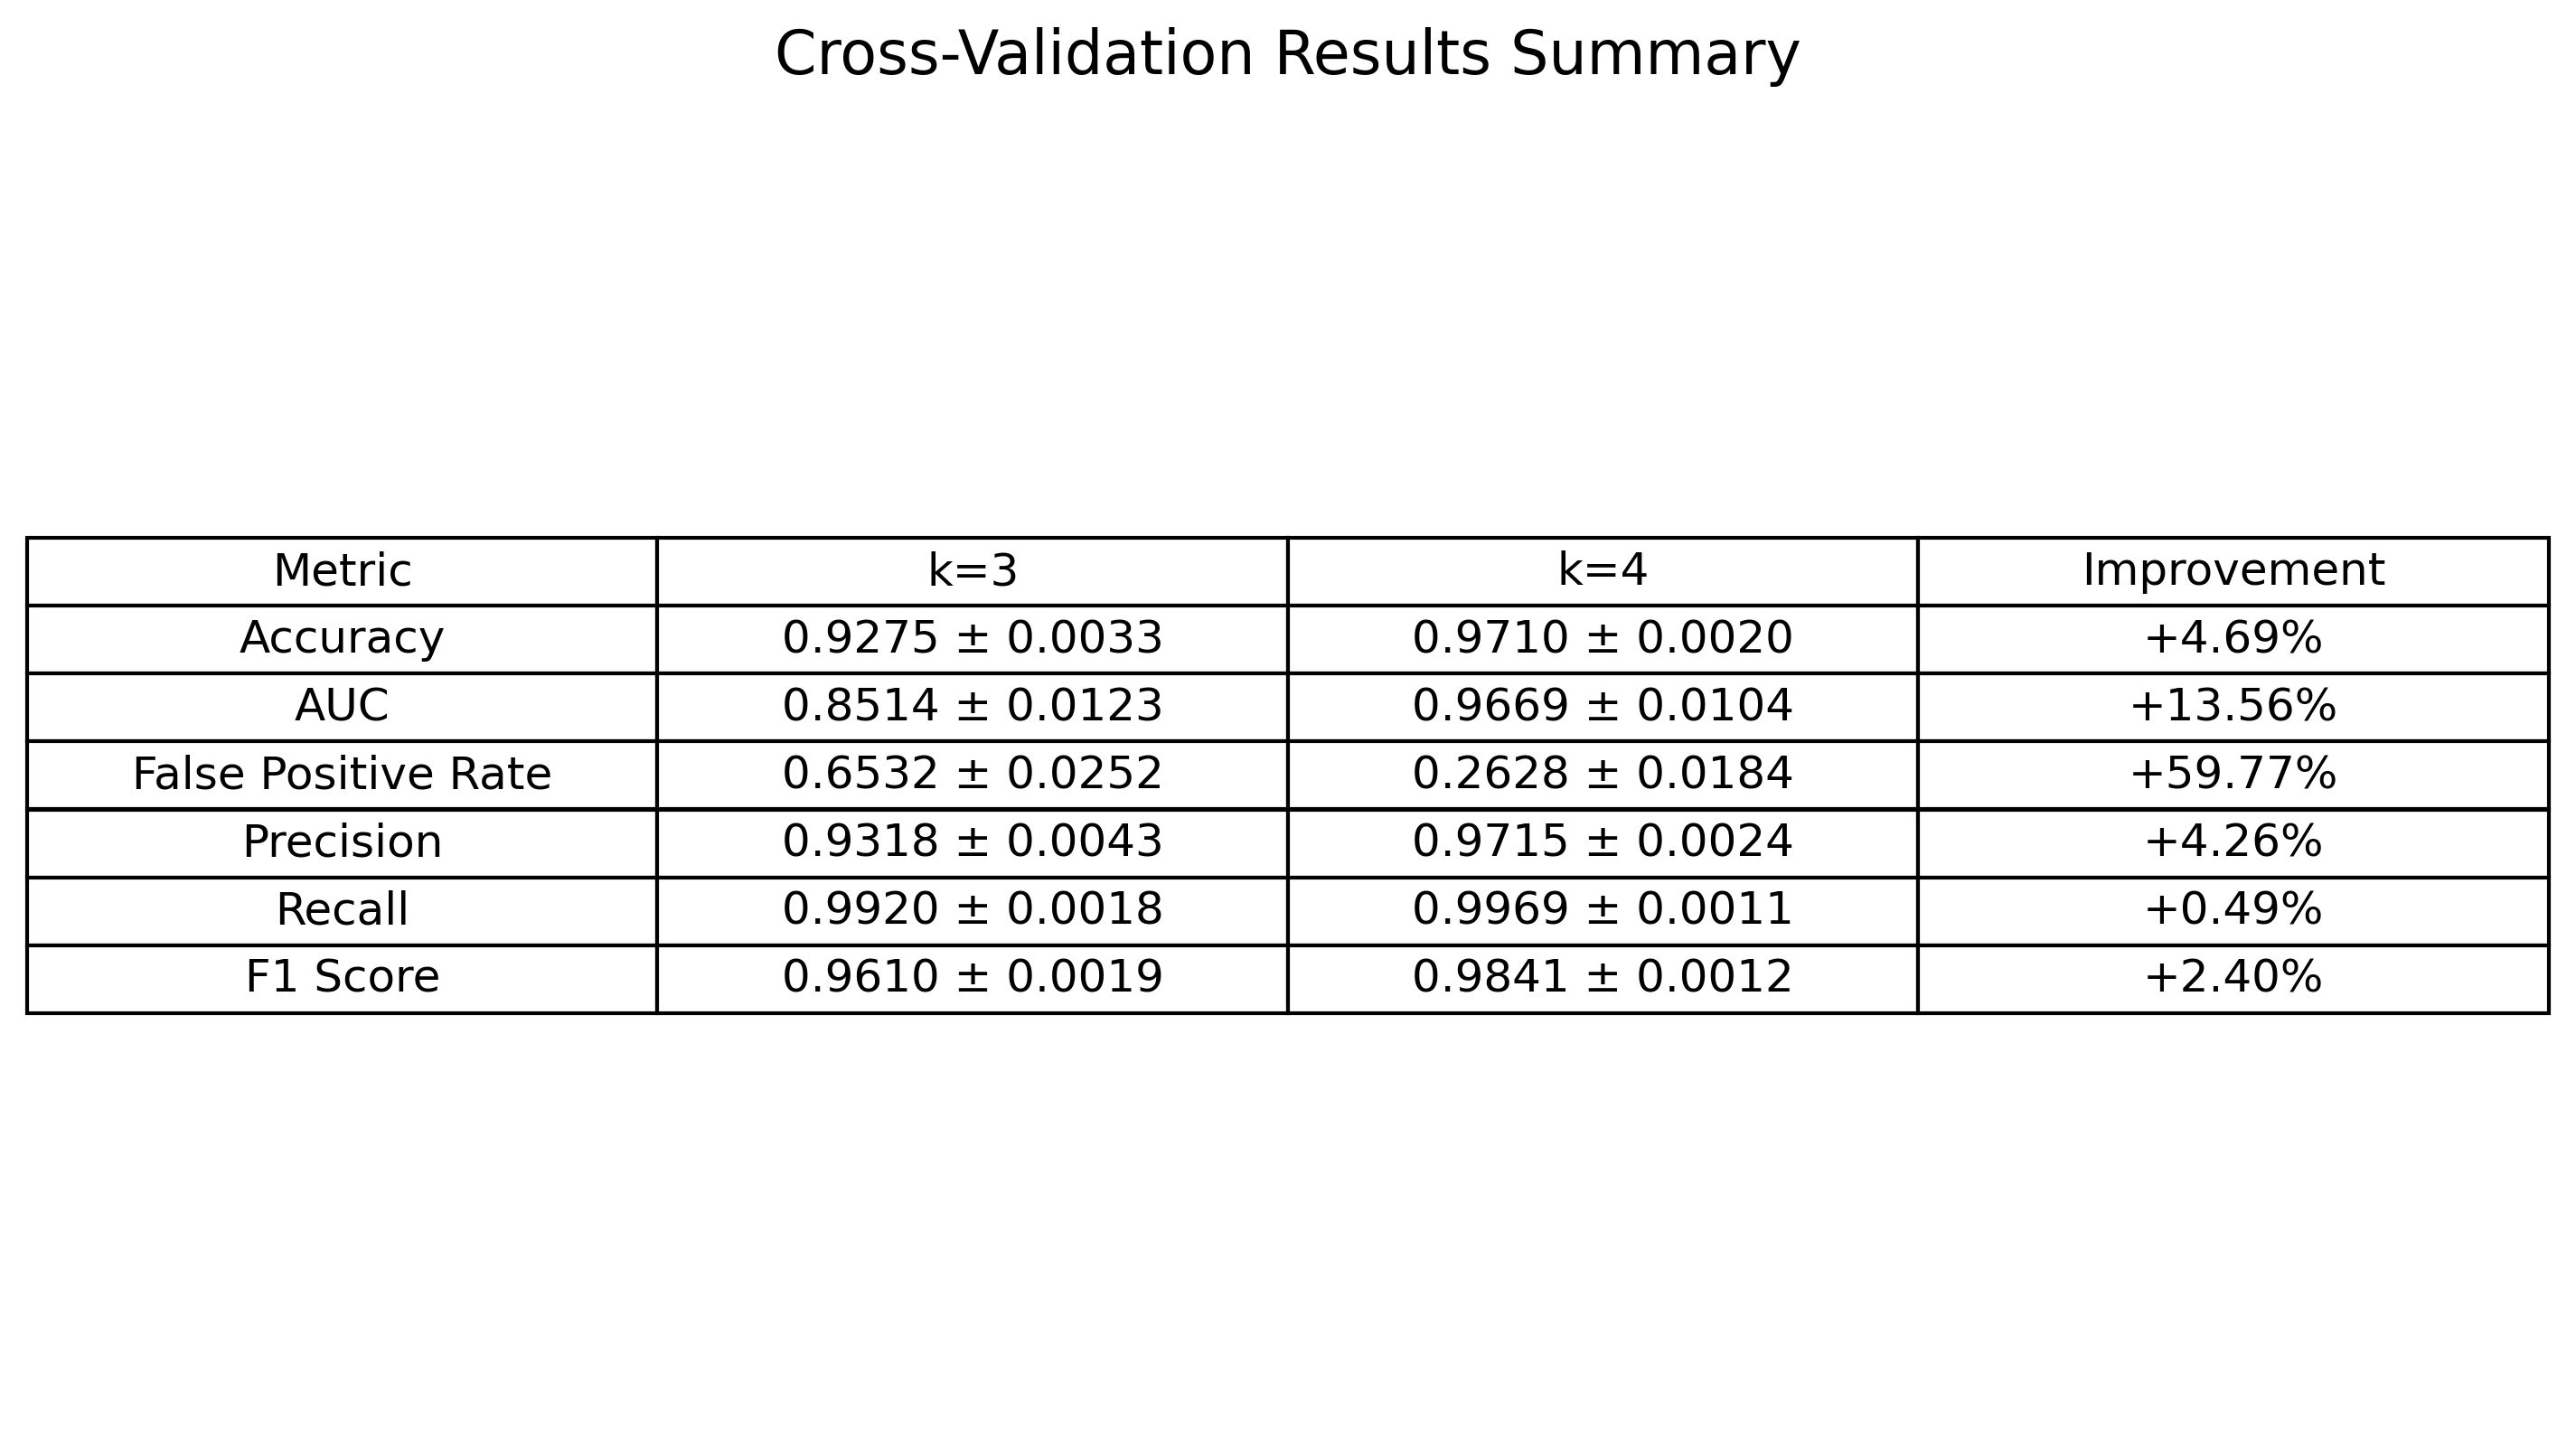 Cross-Validation Results Summary
Metric k=3 k=4 Improvement
Accuracy 0.9275 ± 0.0033 0.9710 ± 0.0020 +4.69%
AUC 0.8514 ± 0.0123 0.9669 ± 0.0104 +13.56%
False Positive Rate 0.6532 ± 0.0252 0.2628 ± 0.0184 +59.77%
Precision 0.9318 ± 0.0043 0.9715 ± 0.0024 +4.26%
Recall 0.9920 ± 0.0018 0.9969 ± 0.0011 +0.49%
F1 Score 0.9610 ± 0.0019 0.9841 ± 0.0012 +2.40%